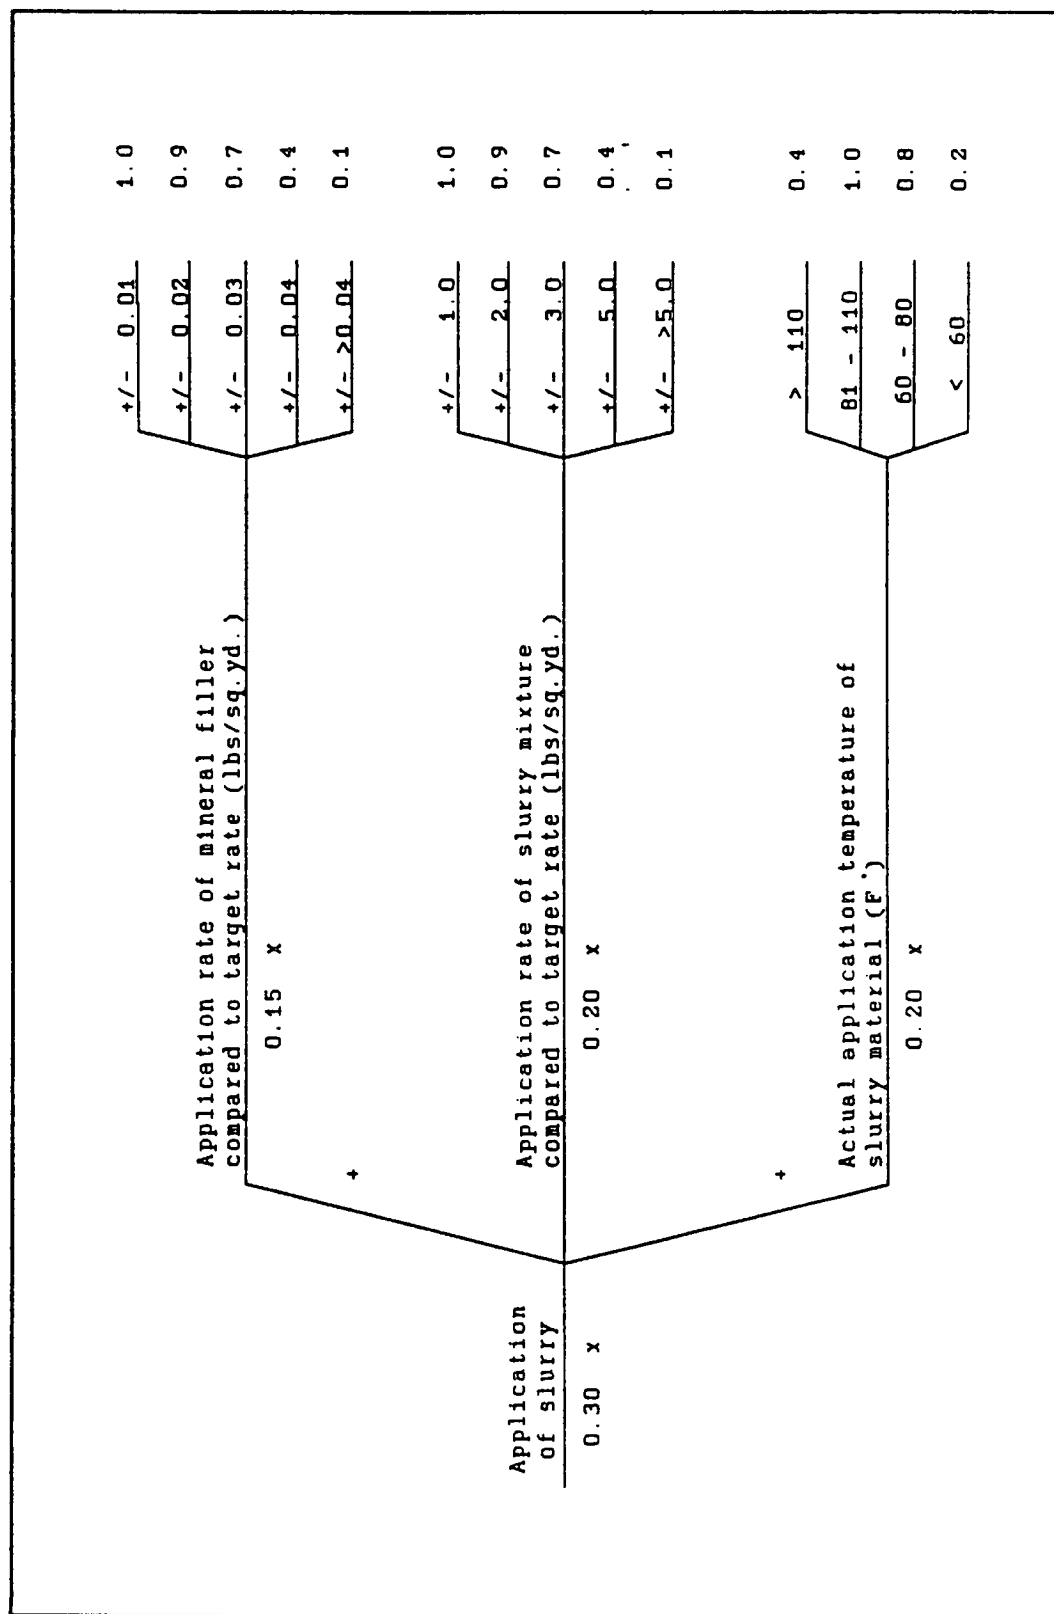 Application
of slurry
0.30 x
+
+
Application rate of mineral filler
compared to target rate (lbs/sq.yd.)
0.15 x
+/- 0.01 1.0
+/- 0.02 0.9
+/- 0.03 0.7
+/- 0.04 0.4
+/- >0.04 0.1
Application rate of slurry mixture
compared to target rate (lbs/sq.yd.)
0.20 x
+/- 1.0 1.0
+/- 2.0 0.9
+/- 3.0 0.7
+/- 5.0 0.4
+/- >5.0 0.1
Actual application temperature of
slurry material (F°)
0.20 x
> 110 0.4
81 - 110 1.0
60 - 80 0.8
< 60 0.2